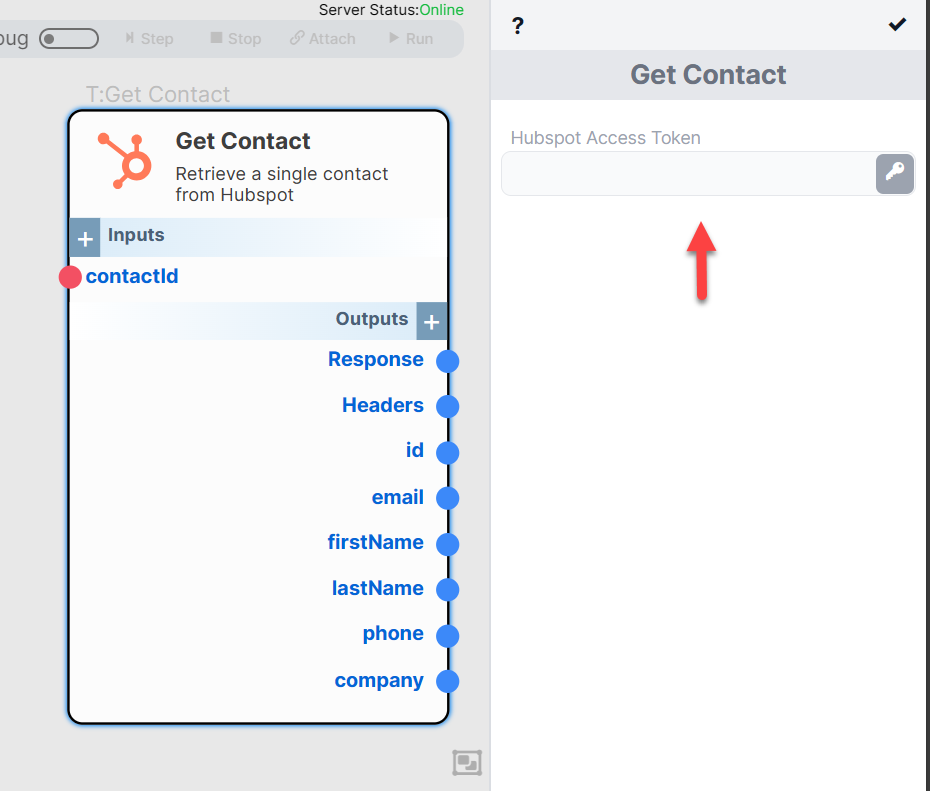 Server Status:Online
bug
Step
Stop
Attach
Run
?
Get Contact
T:Get Contact
Get Contact
Retrieve a single contact
from Hubspot
+ Inputs
contactId
Outputs +
Response
Headers
id
email
firstName
lastName
phone
company
Hubspot Access Token